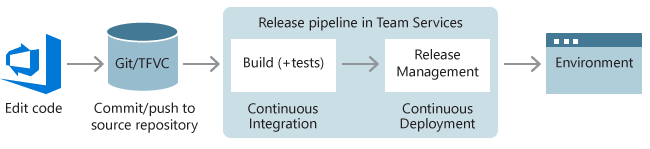 Release pipeline in Team Services
Edit code
Git/TFVC
Commit/push to
source repository
Build (+tests)
Continuous
Integration
Release
Management
Continuous
Deployment
Environment